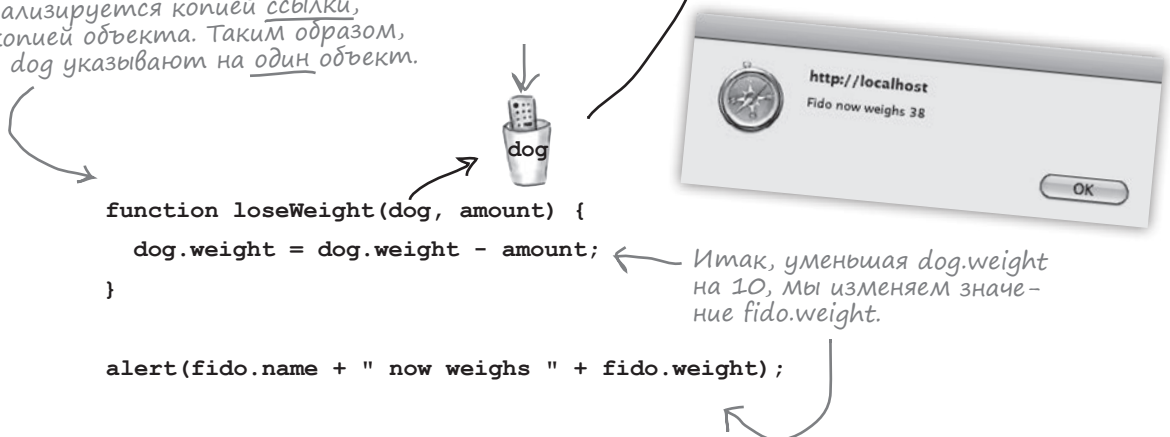 ализируется копией ссылки,
копией объекта. Таким образом,
dog указывают на один объект.
http://localhost
Fido now weighs 38
OK
dog
function loseWeight(dog, amount) {
dog.weight = dog.weight - amount;
}
Итак, уменьшая dog.weight
на 10, мы изменяем значе-
ние fido.weight.
alert(fido.name + " now weighs " + fido.weight);